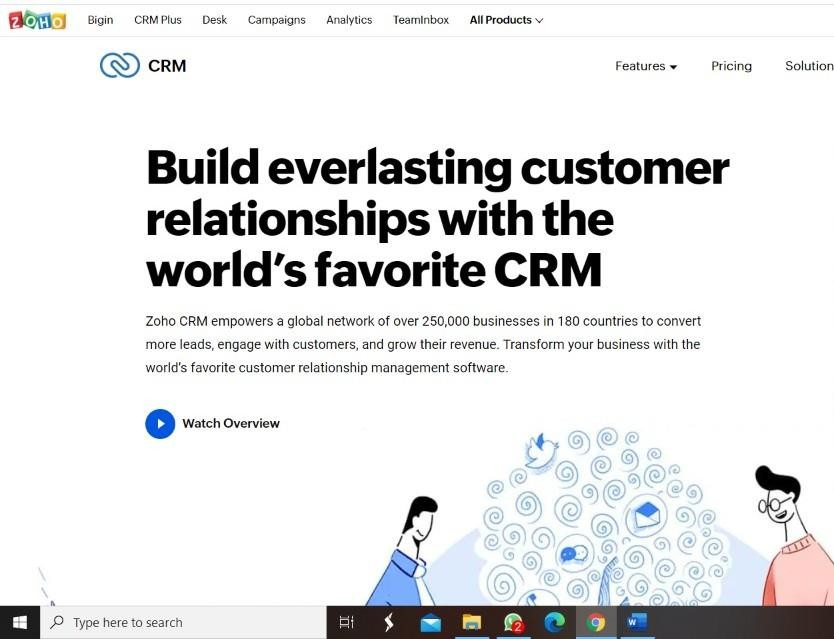 ZOHO Bigin CRM Plus Desk Campaigns Analytics TeamInbox All Products
CRM Features Pricing Solution
Build everlasting customer
relationships with the
world's favorite CRM
Zoho CRM empowers a global network of over 250,000 businesses in 180 countries to convert
more leads, engage with customers, and grow their revenue. Transform your business with the
world's favorite customer relationship management software.
Watch Overview
Type here to search 2 W